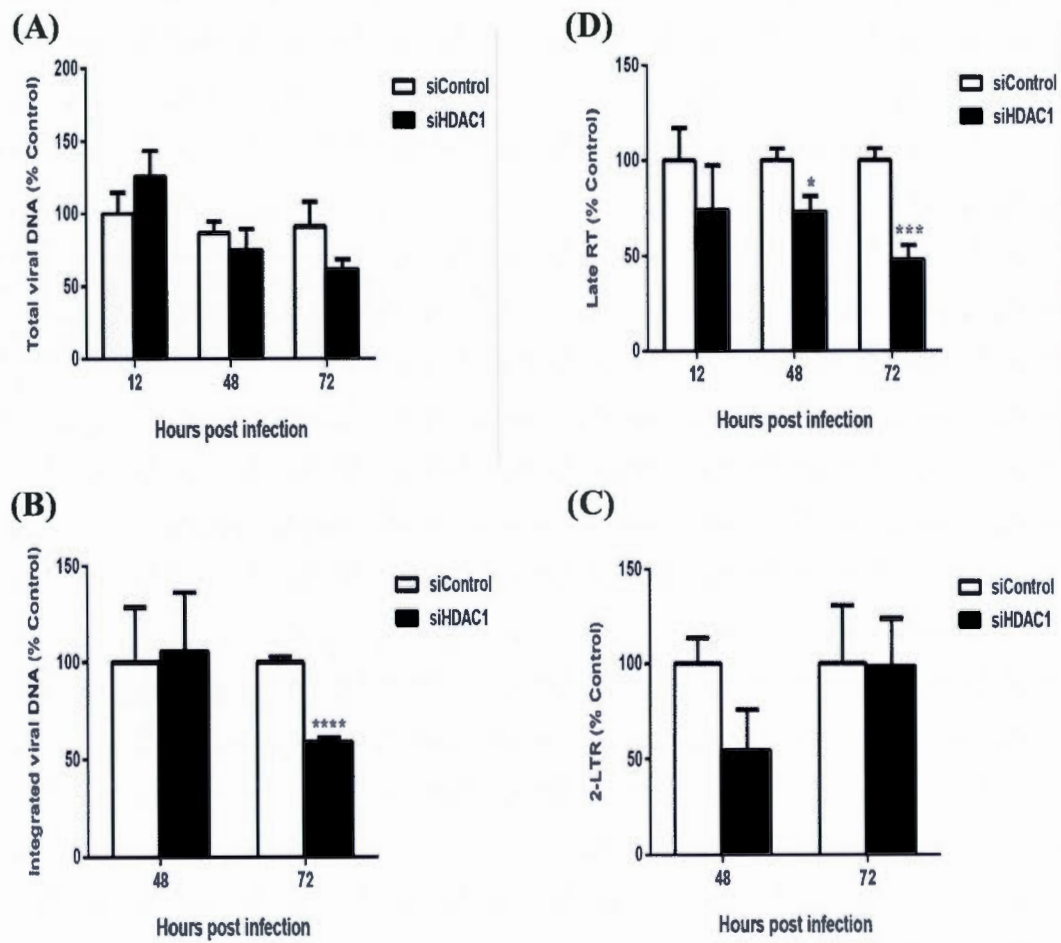 (A)
Total viral DNA (% Control)
200
150
100
50
0
12 48 72
Hours post infection
siControl
siHDAC1
(D)
Late RT (% Control)
150
100
50
0
12 48 72
Hours post infection
siControl
siHDAC1
*
***
(B)
Integrated viral DNA (% Control)
150
100
50
0
48 72
Hours post infection
siControl
siHDAC1
****
(C)
2-LTR (% Control)
150
100
50
0
48 72
Hours post infection
siControl
siHDAC1